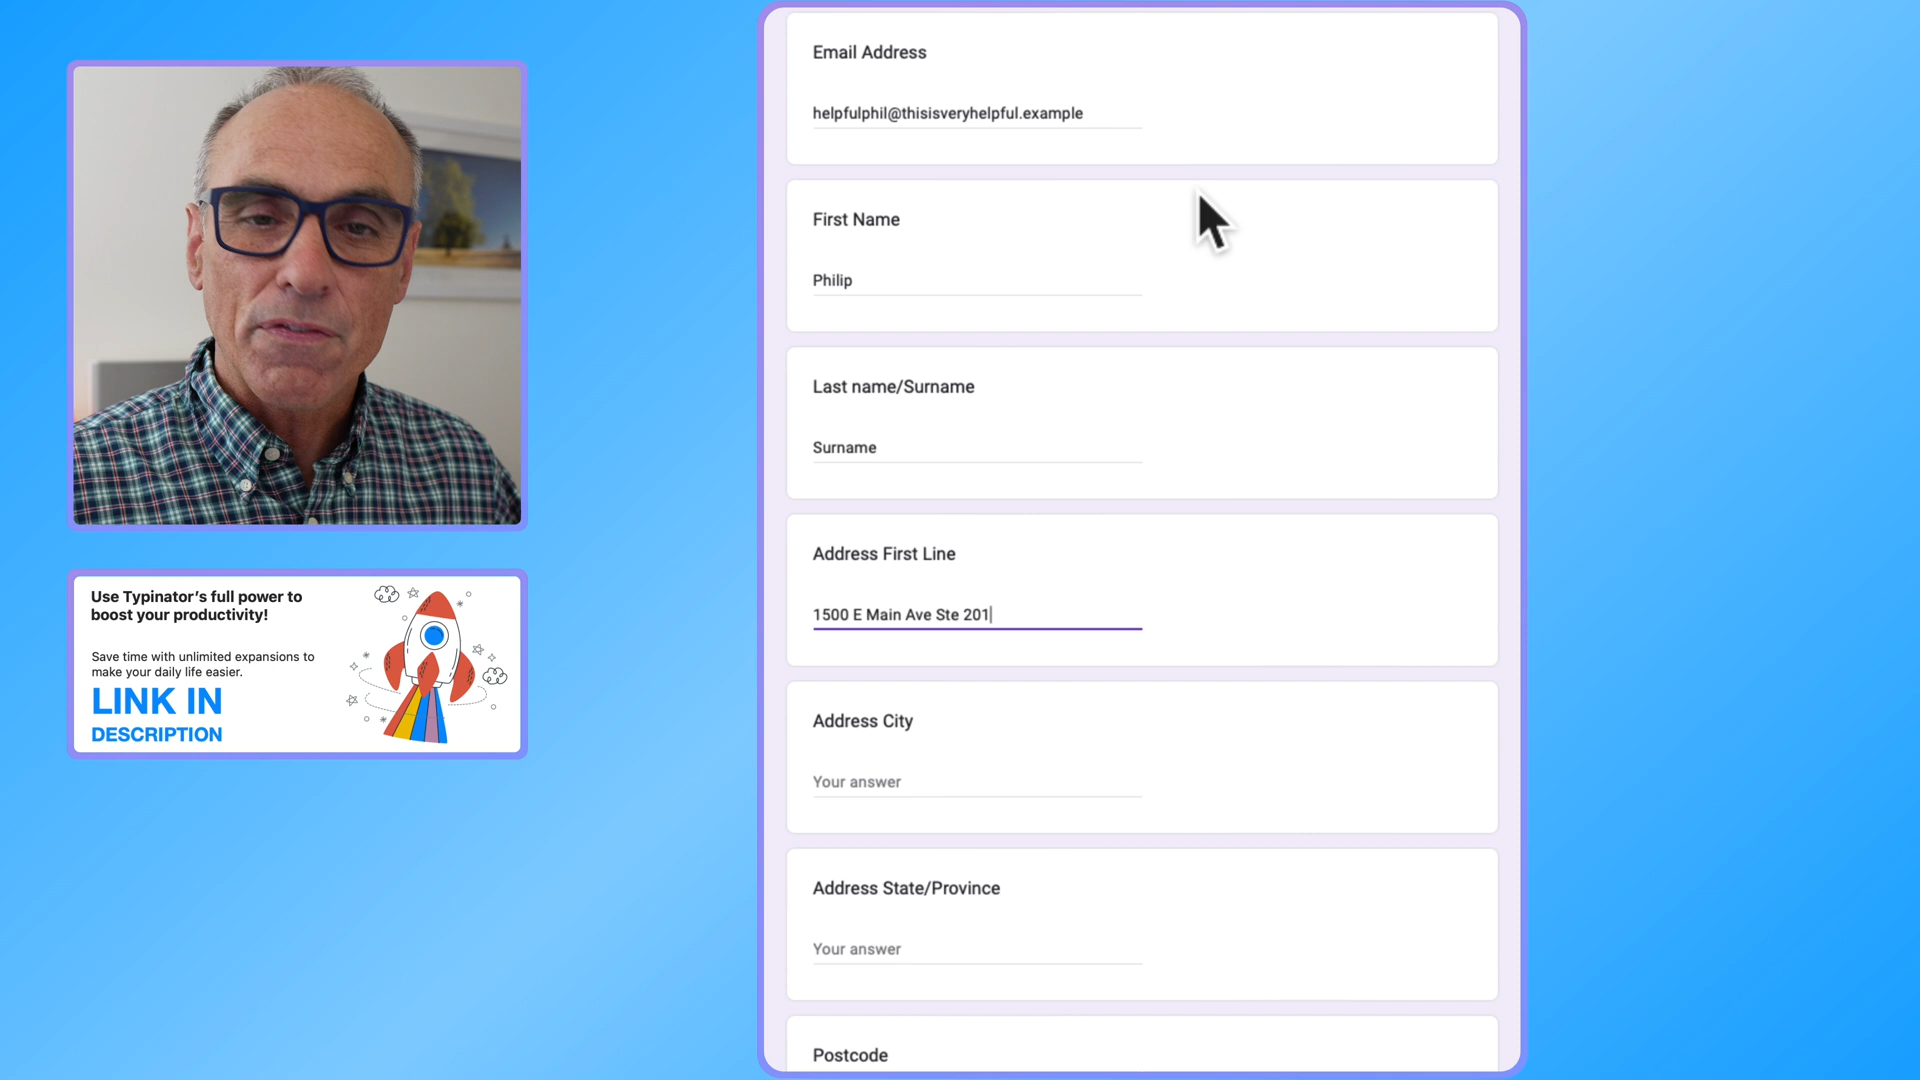 Use Typinator's full power to
boost your productivity!
Save time with unlimited expansions to
make your daily life easier.
LINK IN
DESCRIPTION
Email Address
helpfulphil@thisisveryhelpful.example
First Name
Philip
Last name/Surname
Surname
Address First Line
1500 E Main Ave Ste 201
Address City
Your answer
Address State/Province
Your answer
Postcode